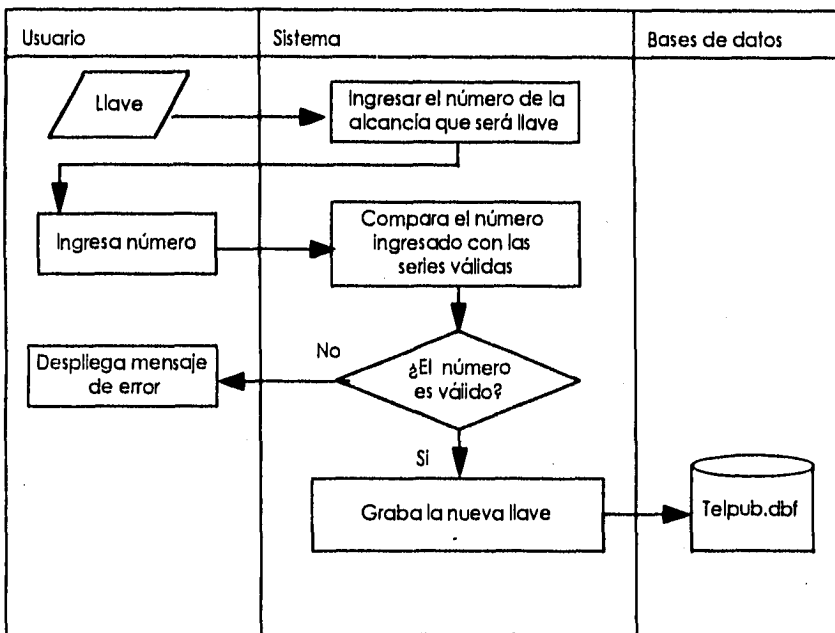 Usuario
Sistema
Bases de datos
Llave
Ingresar el número de la
alcancía que será llave
Ingresa número
Compara el número
ingresado con las
series válidas
Despliega mensaje
de error
No
¿El número
es válido?
Si
Graba la nueva llave
Telpub.dbf